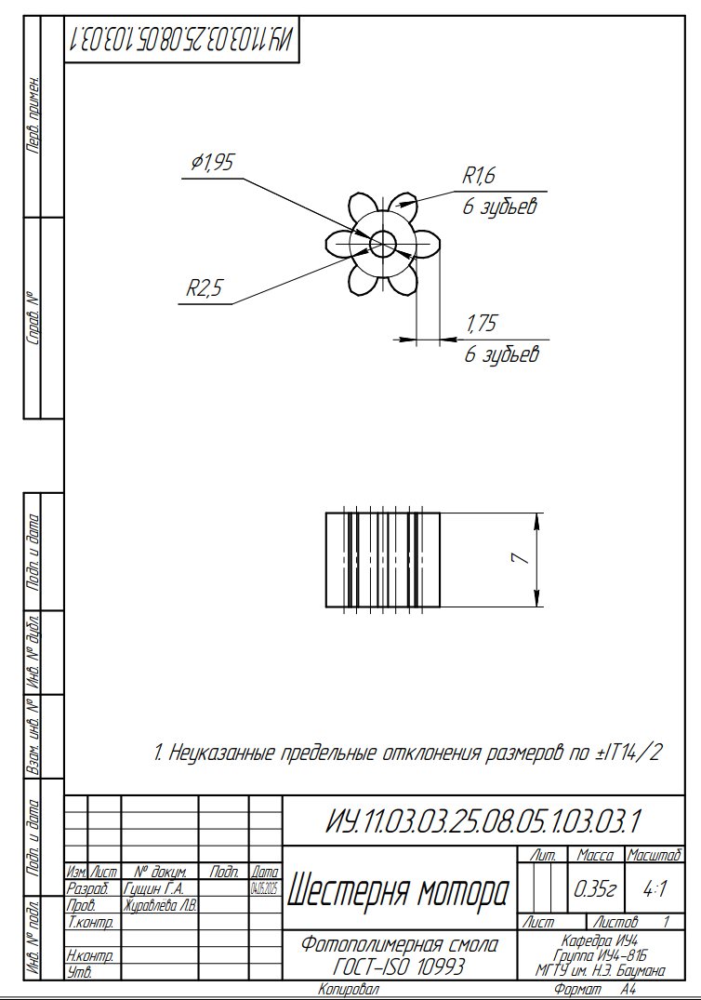 ИУ.11.03.03.25.08.05.1.03.03.1
Перв. примен.
Справ. №
Ø1,95
R1,6
6 зубьев
R2,5
1,75
6 зубьев
7
Подп. и дата
Инв. № дубл.
Взам. инв. №
Подп. и дата
Инв. № подл.
1. Неуказанные предельные отклонения размеров по ±IT14/2
ИУ.11.03.03.25.08.05.1.03.03.1
Изм. Лист № докум. Подп. Дата
Разраб. Гущин Г.А. 04.05.2025
Пров. Журавлева Л.В.
Т.контр.
Н.контр.
Утв.
Шестерня мотора
Лит. Масса Масштаб
0.35г 4:1
Лист Листов 1
Фотополимерная смола
ГОСТ-ISO 10993
Кафедра ИУ4
Группа ИУ4-81Б
МГТУ им. Н.Э. Баумана
Копировал Формат А4